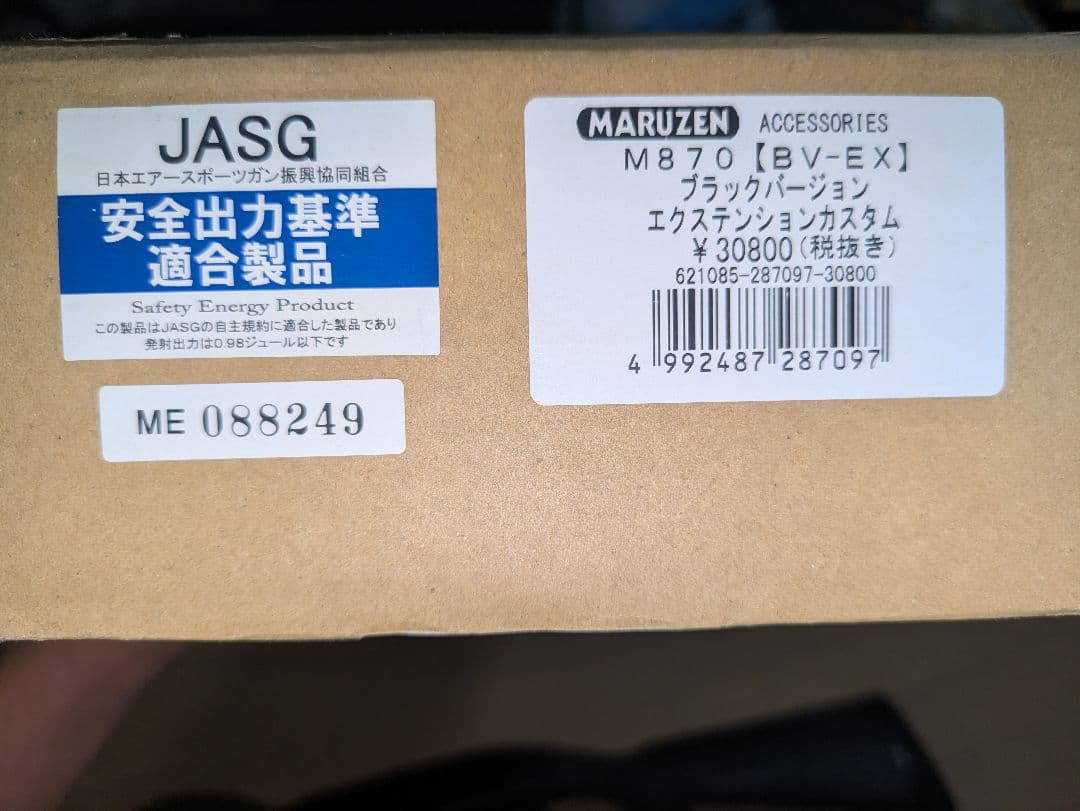 JASG
日本エアースポーツガン振興協同組合
安全出力基準
適合製品
Safety Energy Product
この製品はJASGの自主規約に適合した製品であり
発射出力は0.98ジュール以下です
ME 088249
MARUZEN ACCESSORIES
M870【BV-EX】
ブラックバージョン
エクステンションカスタム
￥30800(税抜き)
621085-287097-30800
4 992487 287097